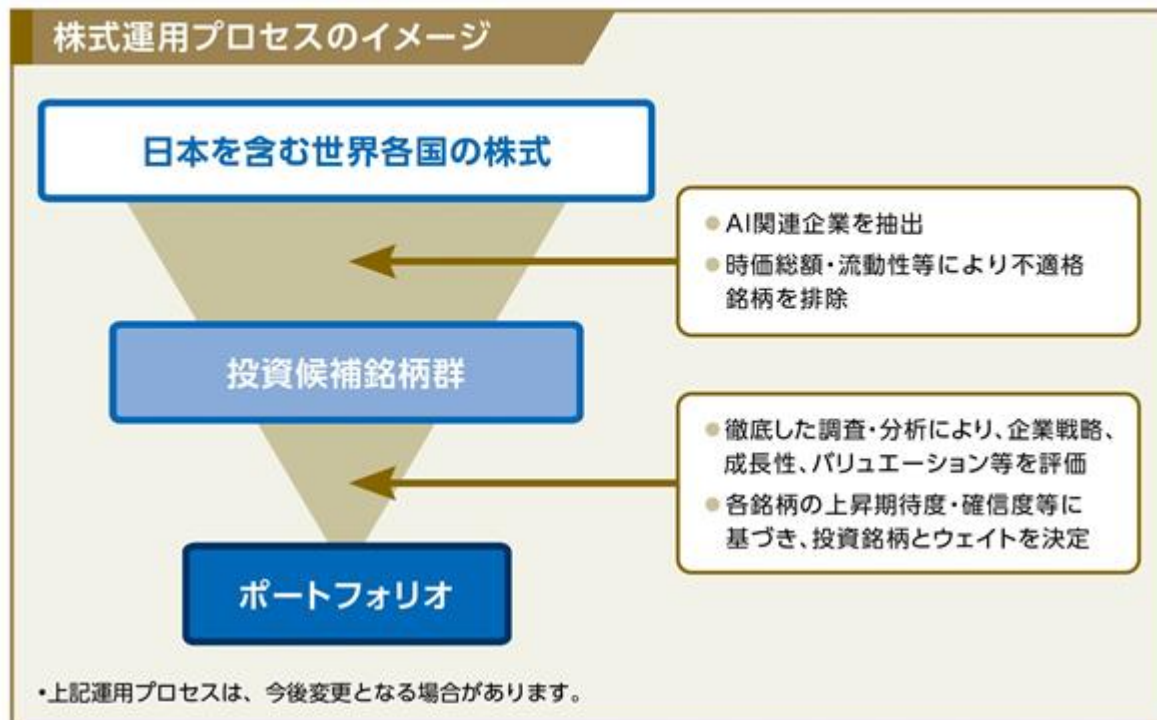 株式運用プロセスのイメージ
日本を含む世界各国の株式
●AI関連企業を抽出
●時価総額・流動性等により不適格
銘柄を排除
投資候補銘柄群
●徹底した調査・分析により、企業戦略、
成長性、バリュエーション等を評価
●各銘柄の上昇期待度・確信度等に
基づき、投資銘柄とウェイトを決定
ポートフォリオ
•上記運用プロセスは、今後変更となる場合があります。